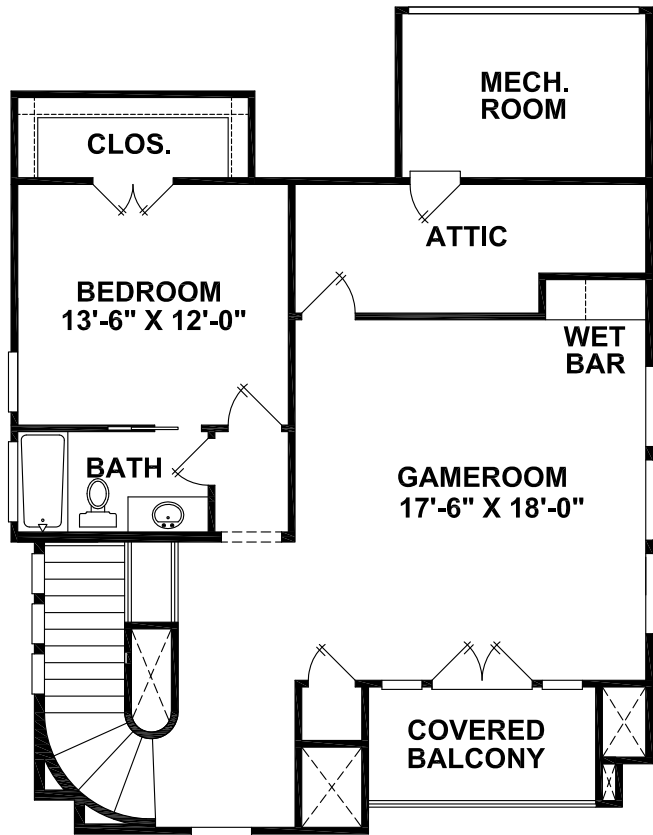 MECH.
ROOM
CLOS.
ATTIC
BEDROOM
13'-6" X 12'-0"
WET
BAR
BATH
GAMEROOM
17'-6" X 18'-0"
COVERED
BALCONY